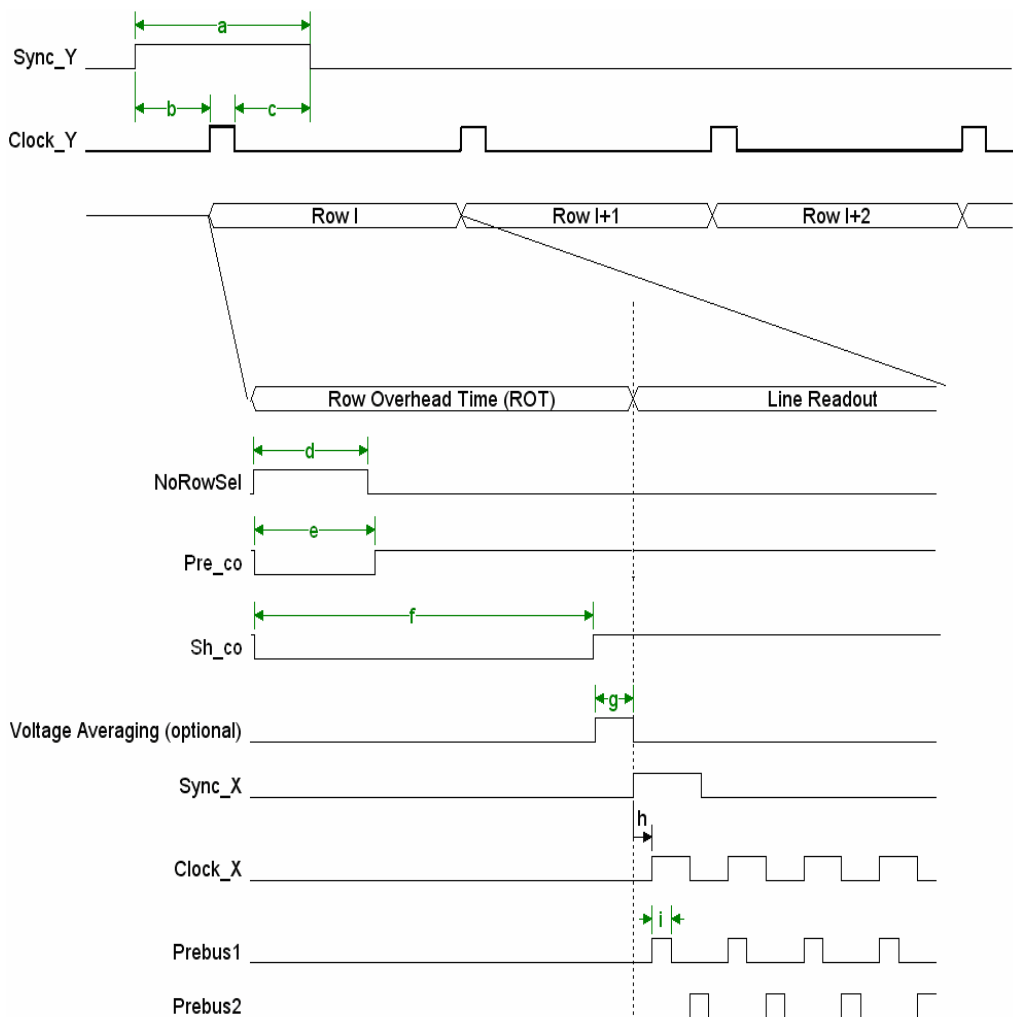 a
Sync_Y
b c
Clock_Y
Row I Row I+1 Row I+2
Row Overhead Time (ROT) Line Readout
d
NoRowSel
e
Pre_co
f
Sh_co
g
Voltage Averaging (optional)
Sync_X
h
Clock_X
i
Prebus1
Prebus2